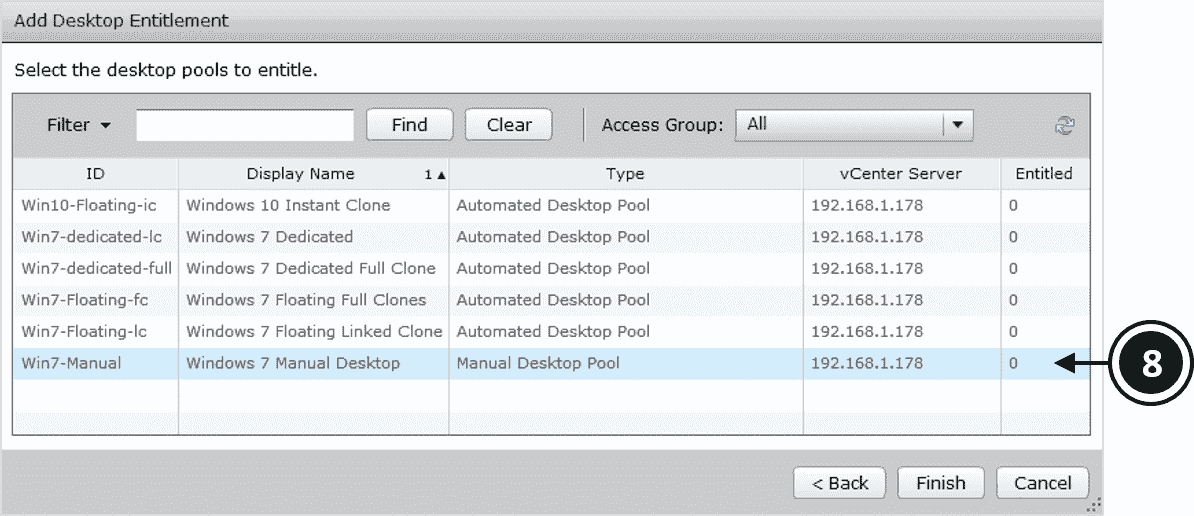 Add Desktop Entitlement
Select the desktop pools to entitle.
Filter Find Clear Access Group: All
ID Display Name 1 Type vCenter Server Entitled
Win10-Floating-ic Windows 10 Instant Clone Automated Desktop Pool 192.168.1.178 0
Win7-dedicated-lc Windows 7 Dedicated Automated Desktop Pool 192.168.1.178 0
Win7-dedicated-full Windows 7 Dedicated Full Clone Automated Desktop Pool 192.168.1.178 0
Win7-Floating-fc Windows 7 Floating Full Clones Automated Desktop Pool 192.168.1.178 0
Win7-Floating-lc Windows 7 Floating Linked Clone Automated Desktop Pool 192.168.1.178 0
Win7-Manual Windows 7 Manual Desktop Manual Desktop Pool 192.168.1.178 0 8
< Back Finish Cancel